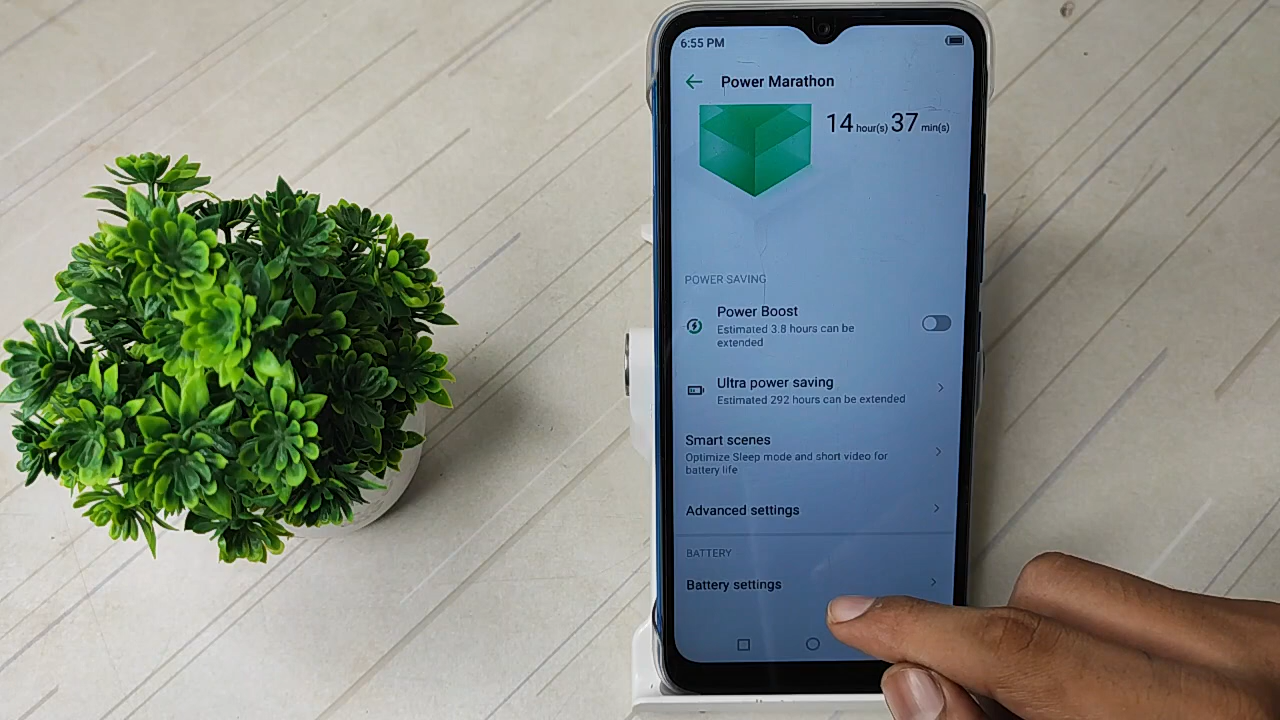 6:55 PM
Power Marathon
14 hour(s) 37 min(s)
POWER SAVING
Power Boost
Estimated 3.8 hours can be
extended
Ultra power saving
Estimated 292 hours can be extended
Smart scenes
Optimize Sleep mode and short video for
battery life
Advanced settings
BATTERY
Battery settings